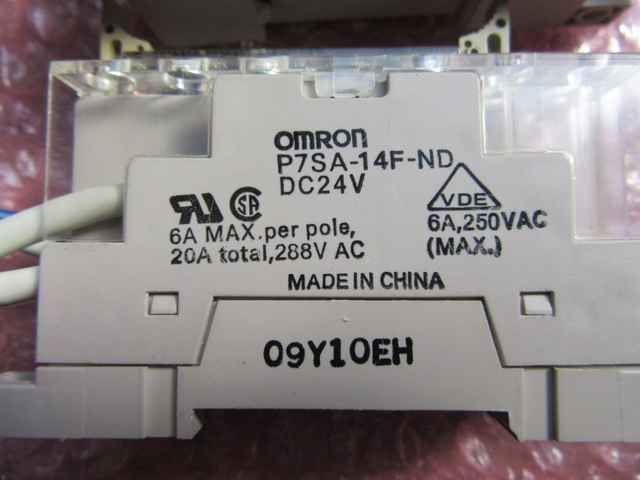 OMRON
P7SA-14F-ND
DC24V
6A MAX.per pole,
20A total,288V AC
VDE
6A,250VAC
(MAX.)
MADE IN CHINA
09Y10EH